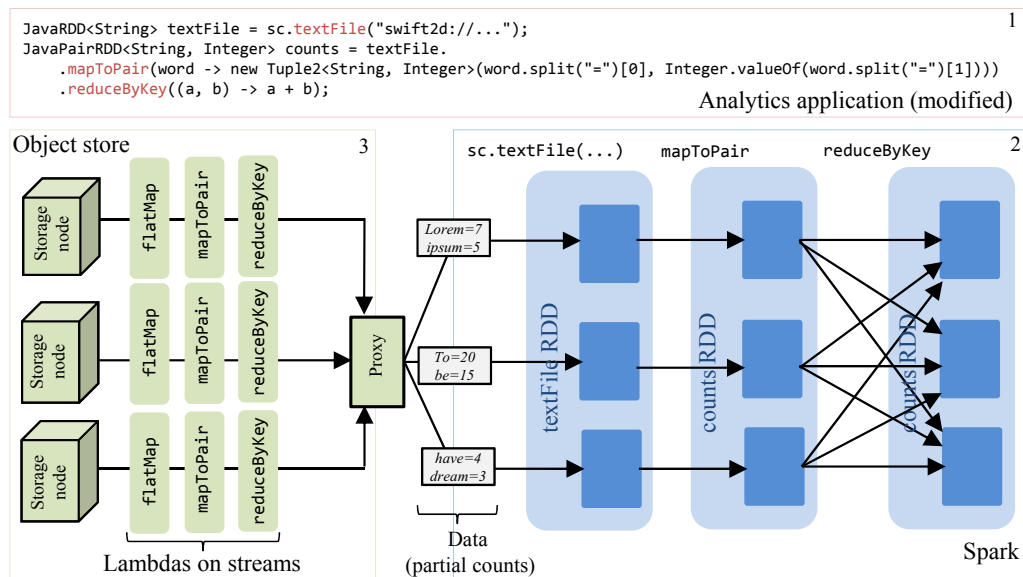 JavaRDD<String> textFile = sc.textFile("swift2d://...");
JavaPairRDD<String, Integer> counts = textFile.
.mapToPair(word -> new Tuple2<String, Integer>(word.split("=")[0], Integer.valueOf(word.split("=")[1])))
.reduceByKey((a, b) -> a + b);
1
Analytics application (modified)
Object store
3
Storage node
flatMap
mapToPair
reduceByKey
Storage node
flatMap
mapToPair
reduceByKey
Storage node
flatMap
mapToPair
reduceByKey
Lambdas on streams
Proxy
Lorem=7
ipsum=5
To=20
be=15
have=4
dream=3
Data
(partial counts)
2
sc.textFile(...)
mapToPair
reduceByKey
textFile RDD
counts RDD
counts RDD
Spark